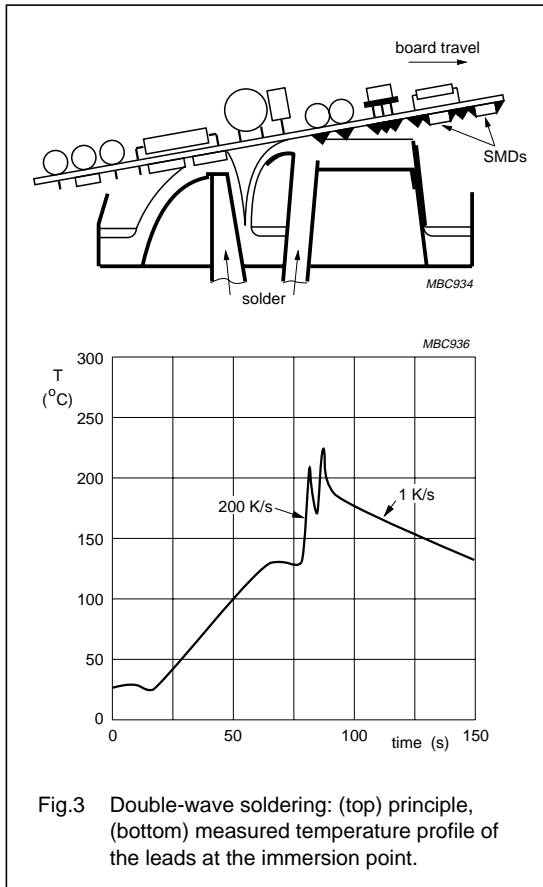 board travel
SMDs
MBC934
solder
MBC936
300
T
(°C)
250
200
200 K/s
1 K/s
150
100
50
0
0
50
100
150
time (s)
Fig.3 Double-wave soldering: (top) principle,
(bottom) measured temperature profile of
the leads at the immersion point.